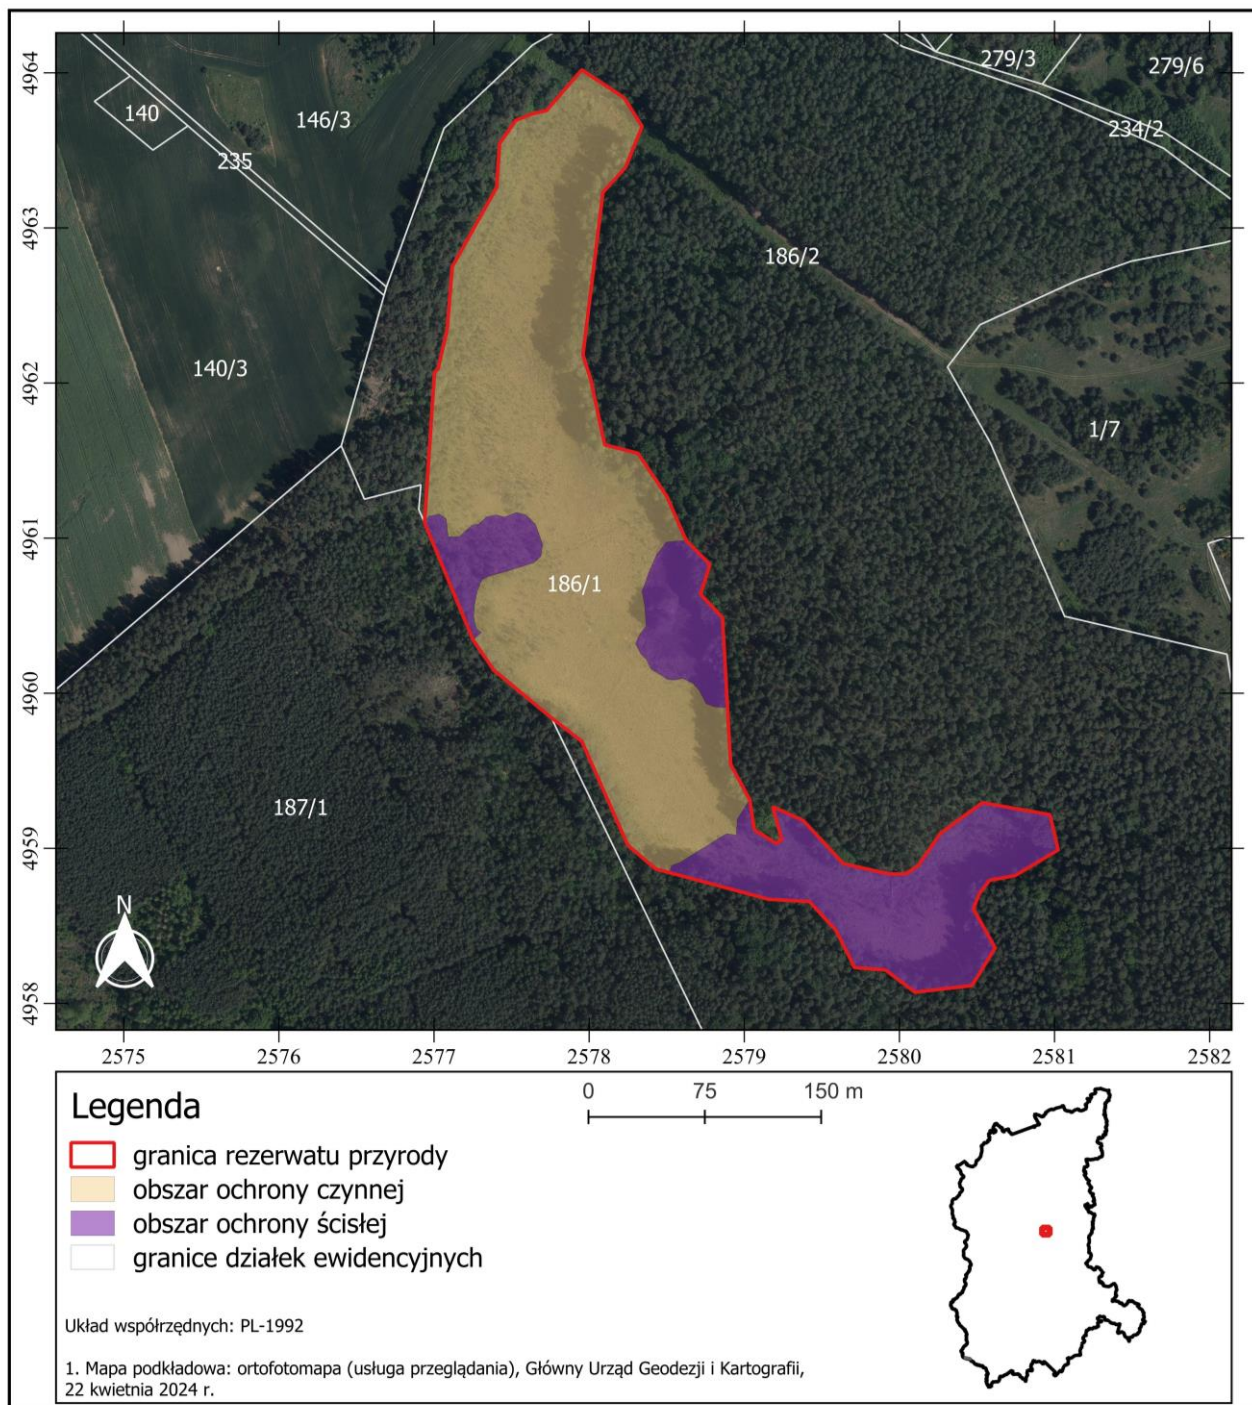 279/3
279/6
140
146/3
234/2
235
186/2
140/3
1/7
186/1
187/1
N
4964
4963
4962
4961
4960
4959
4958
2575 2576 2577 2578 2579 2580 2581 2582
Legenda
granica rezerwatu przyrody
obszar ochrony czynnej
obszar ochrony ścisłej
granice działek ewidencyjnych
0 75 150 m
Układ współrzędnych: PL-1992
1. Mapa podkładowa: ortofotomapa (usługa przeglądania), Główny Urząd Geodezji i Kartografii,
22 kwietnia 2024 r.